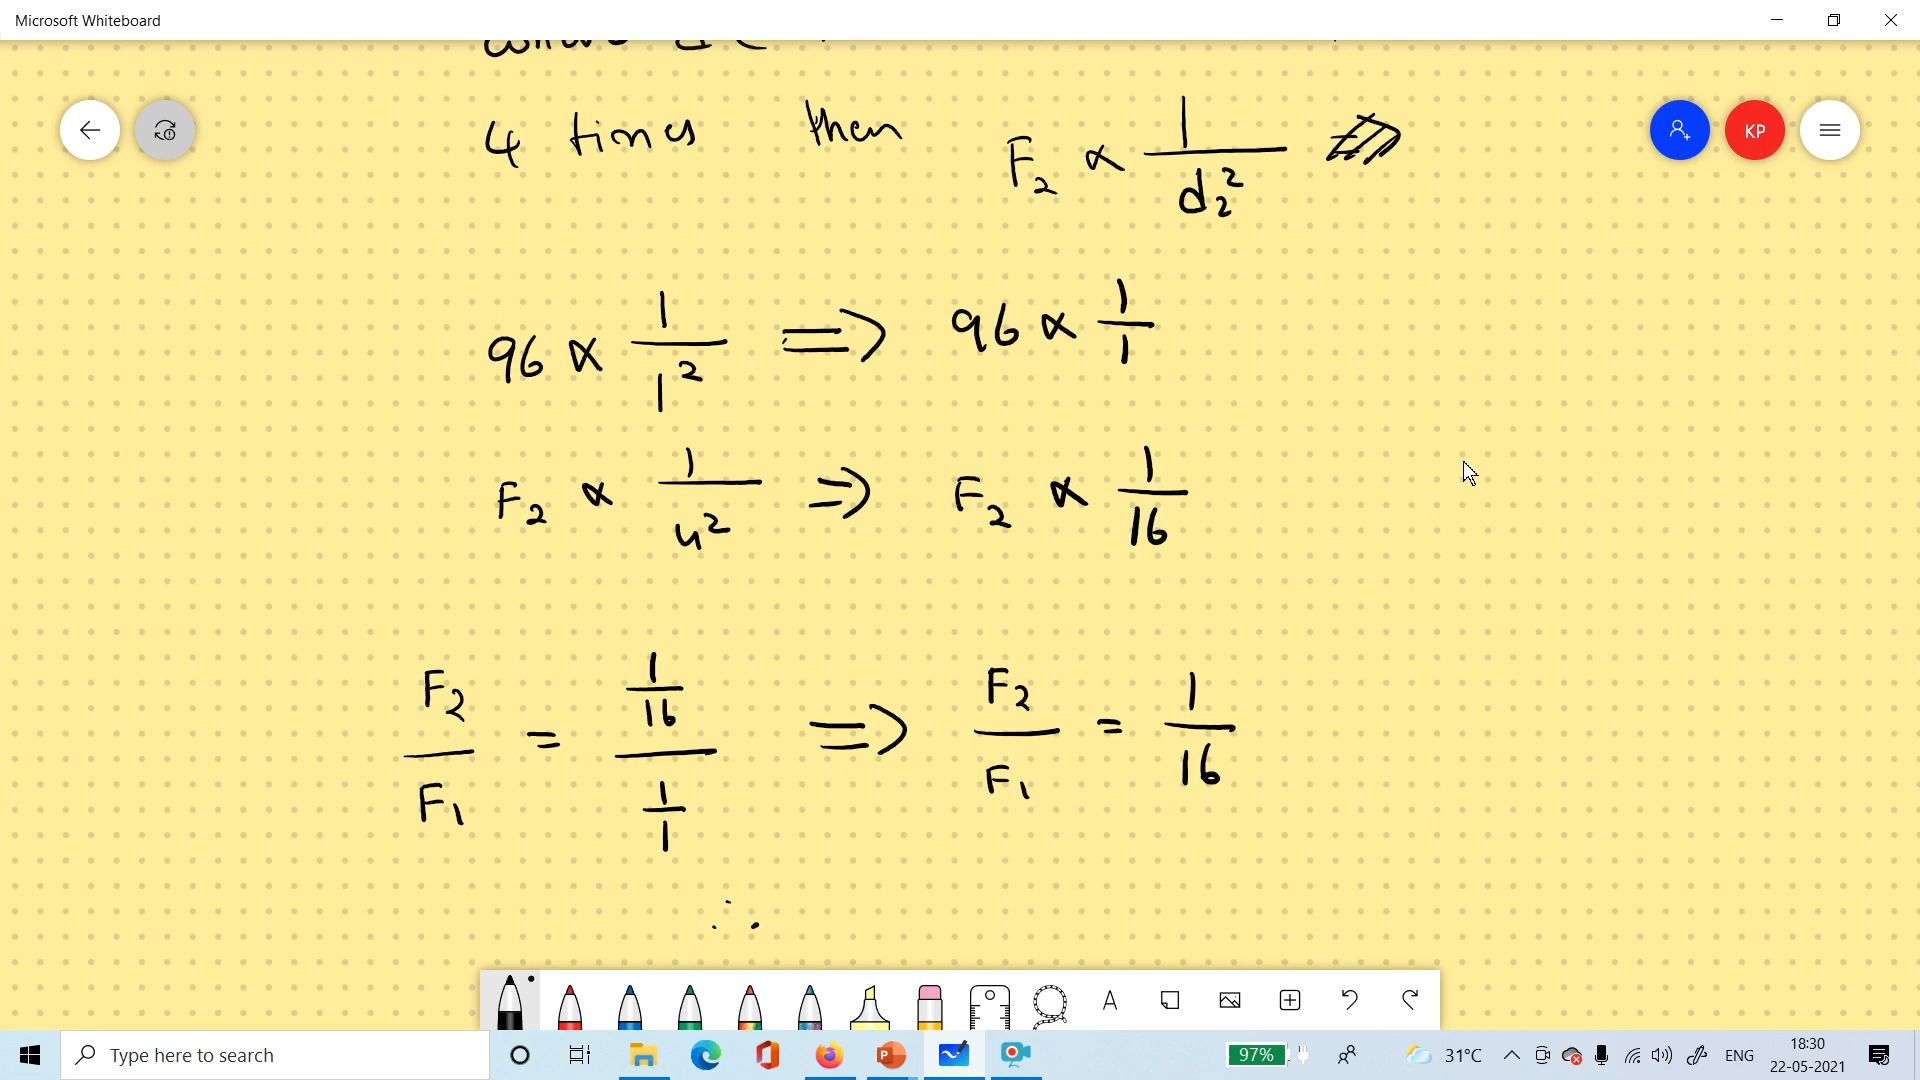 Microsoft Whiteboard
4 times then F₂ ∝ 1/d₂²
KP
96 ∝ 1/1² => 96 ∝ 1/1
F₂ ∝ 1/4² => F₂ ∝ 1/16
F₂/F₁ = (1/16)/(1/1) => F₂/F₁ = 1/16
∴
Type here to search
97%
31°C
ENG
18:30
22-05-2021